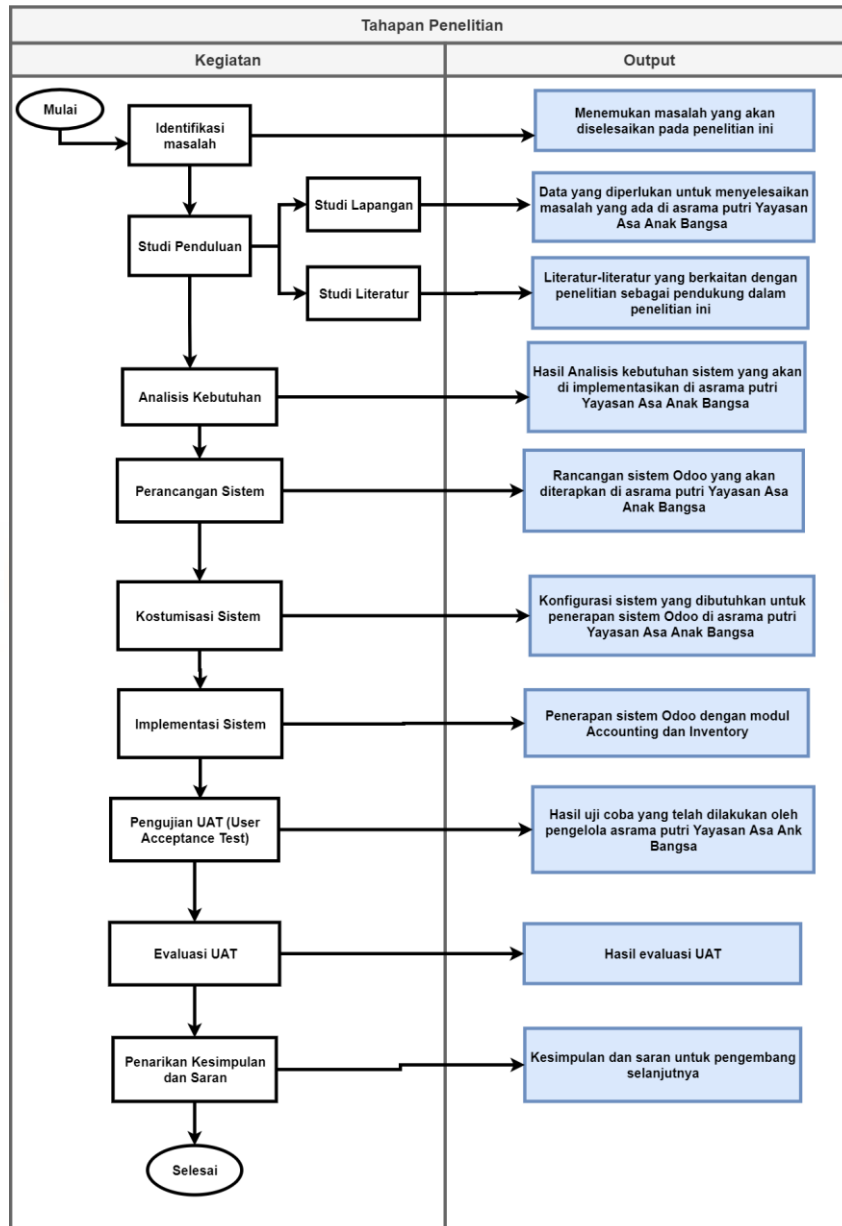 Tahapan Penelitian
Kegiatan
Output
Mulai
Identifikasi
masalah
Menemukan masalah yang akan
diselesaikan pada penelitian ini
Studi Penduluan
Studi Lapangan
Data yang diperlukan untuk menyelesaikan
masalah yang ada di asrama putri Yayasan
Asa Anak Bangsa
Studi Literatur
Literatur-literatur yang berkaitan dengan
penelitian sebagai pendukung dalam
penelitian ini
Analisis Kebutuhan
Hasil Analisis kebutuhan sistem yang akan
di implementasikan di asrama putri
Yayasan Asa Anak Bangsa
Perancangan Sistem
Rancangan sistem Odoo yang akan
diterapkan di asrama putri Yayasan Asa
Anak Bangsa
Kostumisasi Sistem
Konfigurasi sistem yang dibutuhkan untuk
penerapan sistem Odoo di asrama putri
Yayasan Asa Anak Bangsa
Implementasi Sistem
Penerapan sistem Odoo dengan modul
Accounting dan Inventory
Pengujian UAT (User
Acceptance Test)
Hasil uji coba yang telah dilakukan oleh
pengelola asrama putri Yayasan Asa Ank
Bangsa
Evaluasi UAT
Hasil evaluasi UAT
Penarikan Kesimpulan
dan Saran
Kesimpulan dan saran untuk pengembang
selanjutnya
Selesai